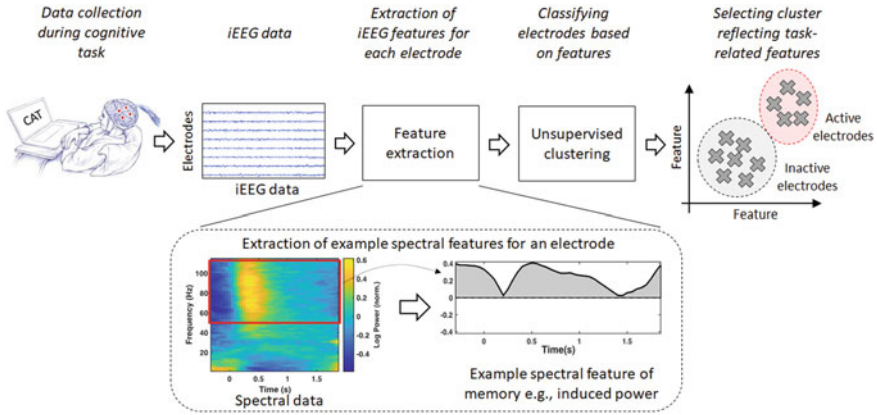 Data collection
during cognitive
task
iEEG data
Extraction of
iEEG features for
each electrode
Classifying
electrodes based
on features
Selecting cluster
reflecting task-
related features
CAT
Electrodes
iEEG data
Feature
extraction
Unsupervised
clustering
Feature
Active
electrodes
Inactive
electrodes
Feature
Extraction of example spectral features for an electrode
Frequency (Hz)
100
80
60
40
20
0
0.5
1
1.5
Time (s)
Spectral data
0.6
0.4
0.2
0
-0.2
-0.4
Log Power (norm.)
0.4
0.2
0
-0.2
-0.4
0
0.5
1
1.5
Time(s)
Example spectral feature of
memory e.g., induced power